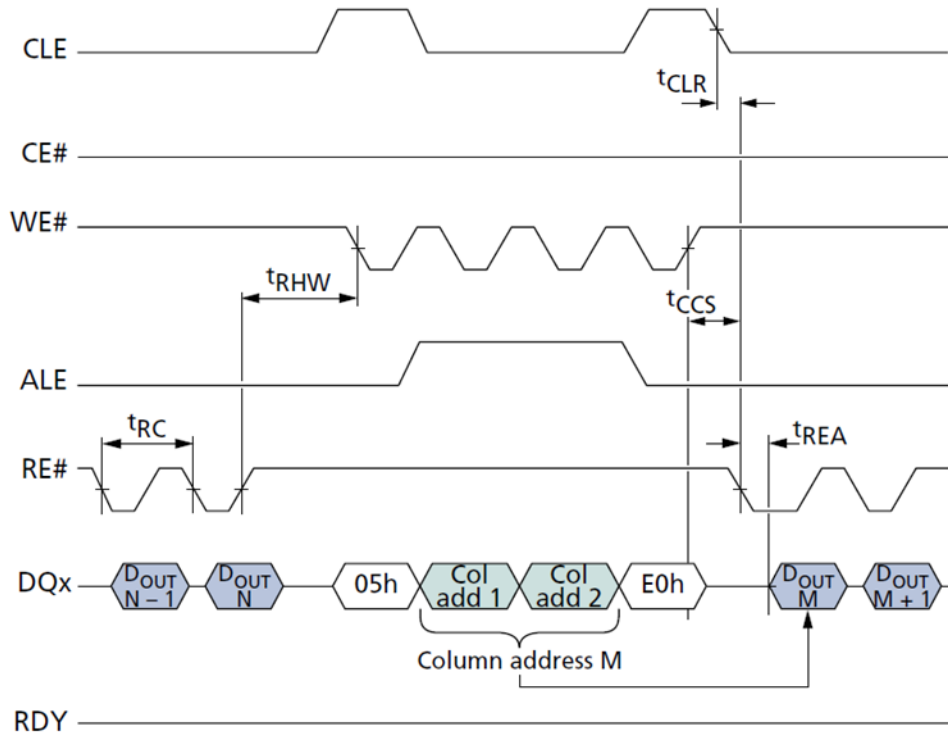 CLE
tCLR
CE#
WE#
tRHW
tCCS
ALE
tRC
tREA
RE#
DQx
DOUT
N – 1
DOUT
N
05h
Col
add 1
Col
add 2
E0h
DOUT
M
DOUT
M + 1
Column address M
RDY